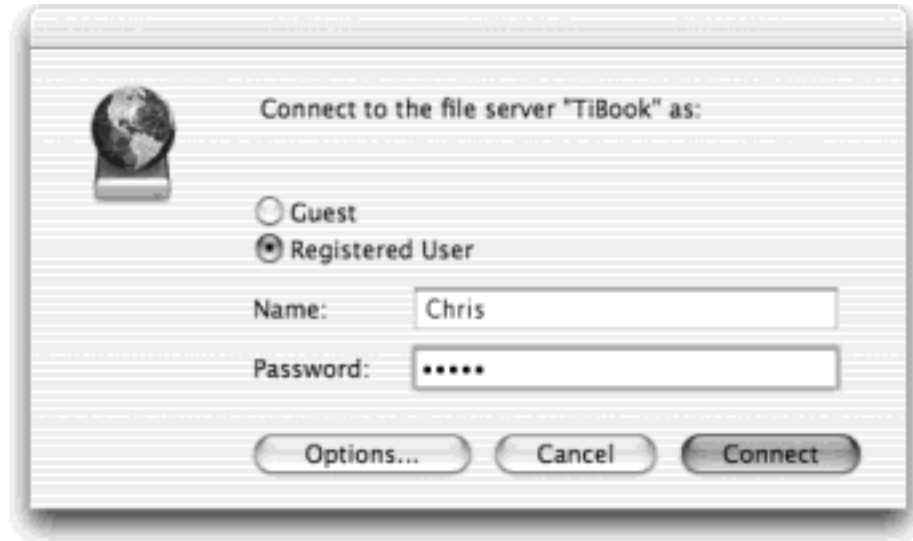 Connect to the file server "TiBook" as:
Guest
Registered User
Name: Chris
Password: •••••
Options... Cancel Connect